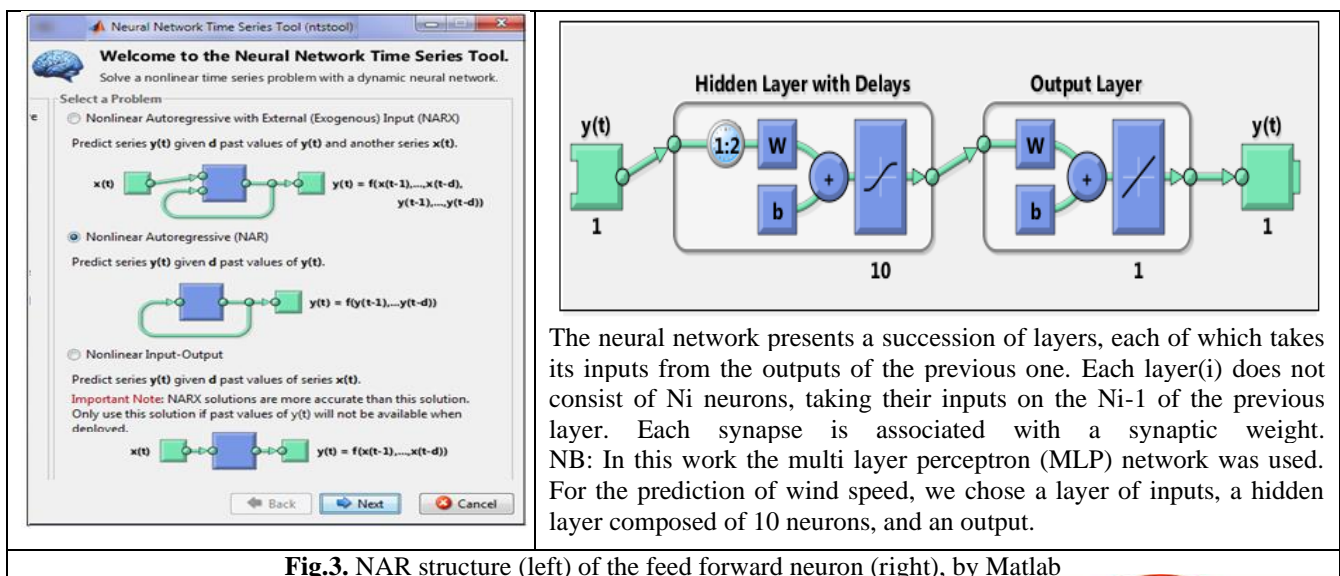 Neural Network Time Series Tool (ntstool)
Welcome to the Neural Network Time Series Tool.
Solve a nonlinear time series problem with a dynamic neural network.
Select a Problem
Nonlinear Autoregressive with External (Exogenous) Input (NARX)
Predict series y(t) given d past values of y(t) and another series x(t).
x(t)
y(t) = f(x(t-1),...,x(t-d),
y(t-1),...,y(t-d))
Nonlinear Autoregressive (NAR)
Predict series y(t) given d past values of y(t).
y(t) = f(y(t-1),...y(t-d))
Nonlinear Input-Output
Predict series y(t) given d past values of series x(t).
Important Note: NARX solutions are more accurate than this solution.
Only use this solution if past values of y(t) will not be available when
deployed.
x(t)
y(t) = f(x(t-1),...,x(t-d))
Back Next Cancel
Hidden Layer with Delays Output Layer
y(t) y(t)
1:2 W W
+ +
b b
1 1
10 1
The neural network presents a succession of layers, each of which takes
its inputs from the outputs of the previous one. Each layer(i) does not
consist of Ni neurons, taking their inputs on the Ni-1 of the previous
layer. Each synapse is associated with a synaptic weight.
NB: In this work the multi layer perceptron (MLP) network was used.
For the prediction of wind speed, we chose a layer of inputs, a hidden
layer composed of 10 neurons, and an output.
Fig.3. NAR structure (left) of the feed forward neuron (right), by Matlab